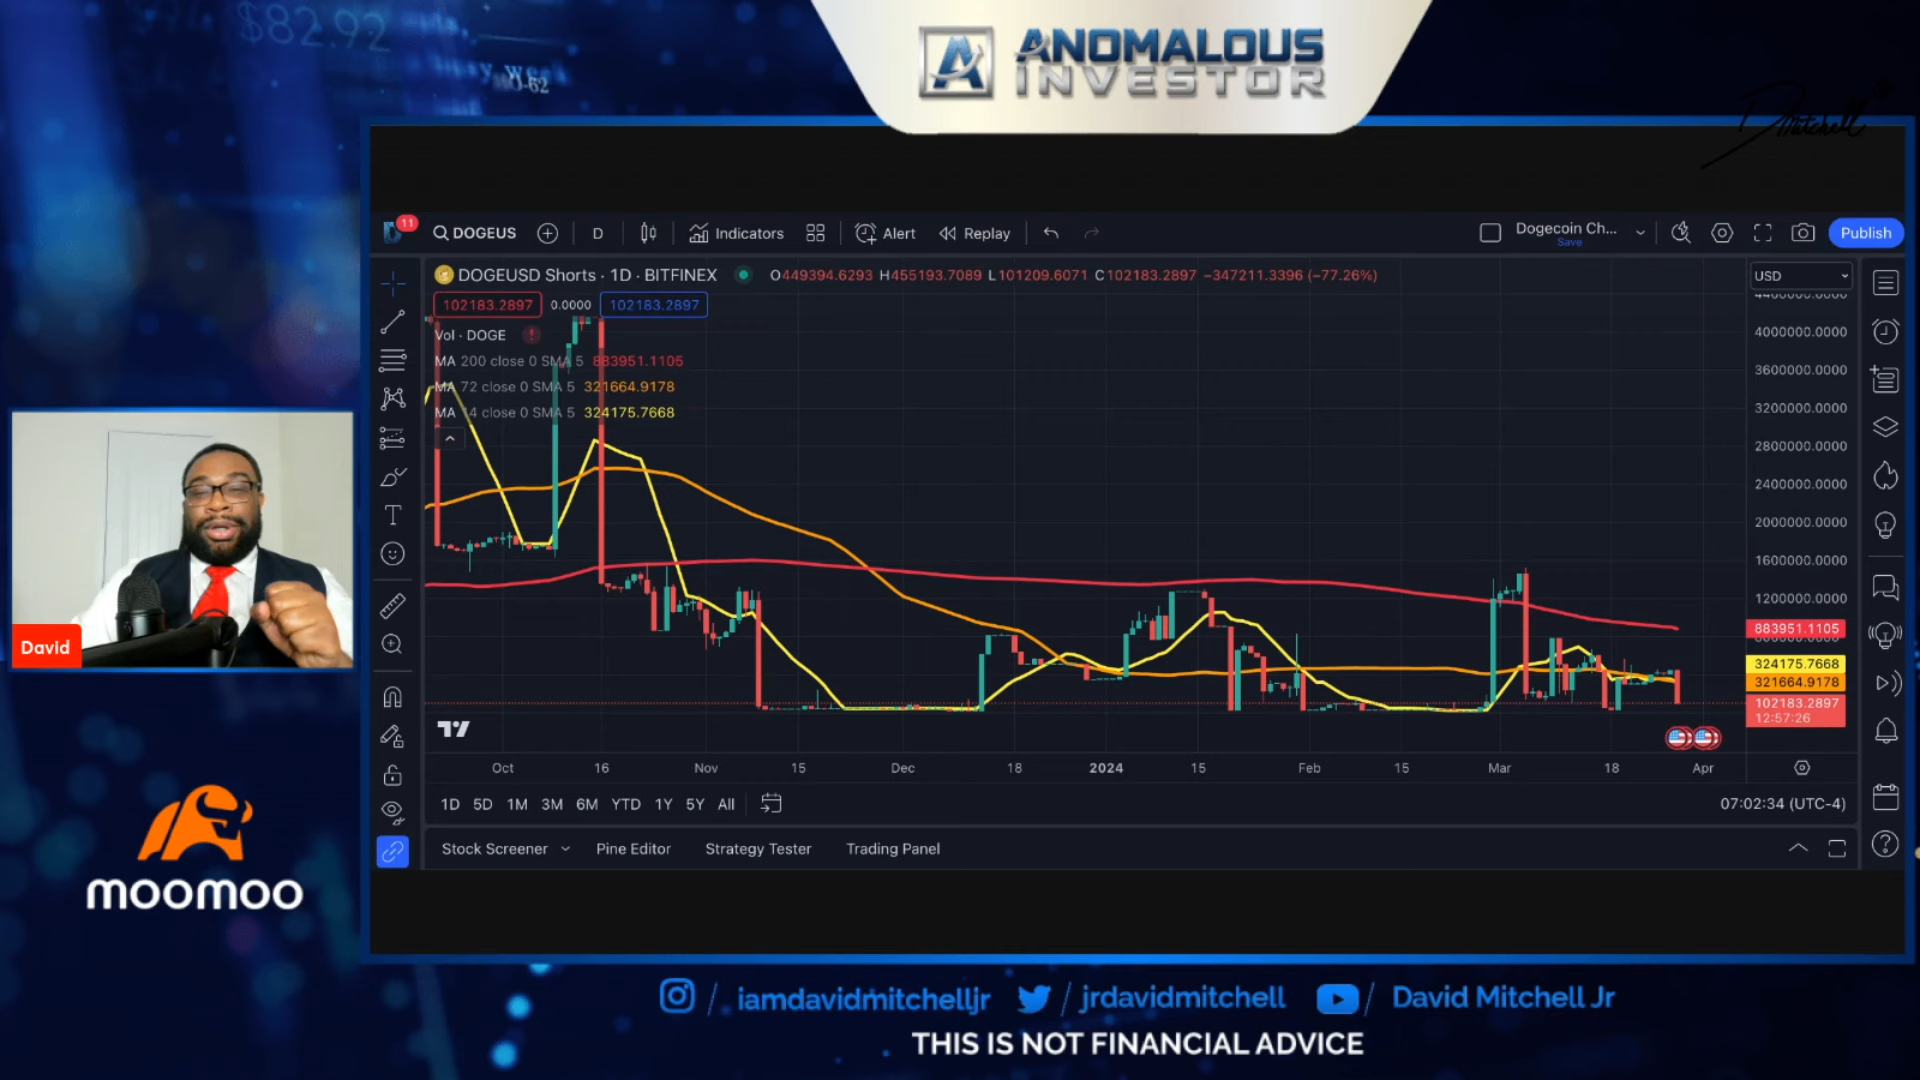 $82.92
ANOMALOUS
INVESTOR
D Mitchell
11
DOGEUS
D
Indicators
Alert
Replay
Dogecoin Ch...
Save
Publish
DOGEUSD Shorts · 1D · BITFINEX
O449394.6293 H455193.7089 L101209.6071 C102183.2897 −347211.3396 (−77.26%)
USD
102183.2897
0.0000
102183.2897
Vol · DOGE
MA 200 close 0 SMA 5 883951.1105
MA 72 close 0 SMA 5 321664.9178
MA 14 close 0 SMA 5 324175.7668
4400000.0000
4000000.0000
3600000.0000
3200000.0000
2800000.0000
2400000.0000
2000000.0000
1600000.0000
1200000.0000
883951.1105
324175.7668
321664.9178
102183.2897
12:57:26
Oct
16
Nov
15
Dec
18
2024
15
Feb
15
Mar
18
Apr
1D 5D 1M 3M 6M YTD 1Y 5Y All
07:02:34 (UTC-4)
Stock Screener
Pine Editor
Strategy Tester
Trading Panel
David
moomoo
/ iamdavidmitchelljr
/ jrdavidmitchell
/ David Mitchell Jr
THIS IS NOT FINANCIAL ADVICE